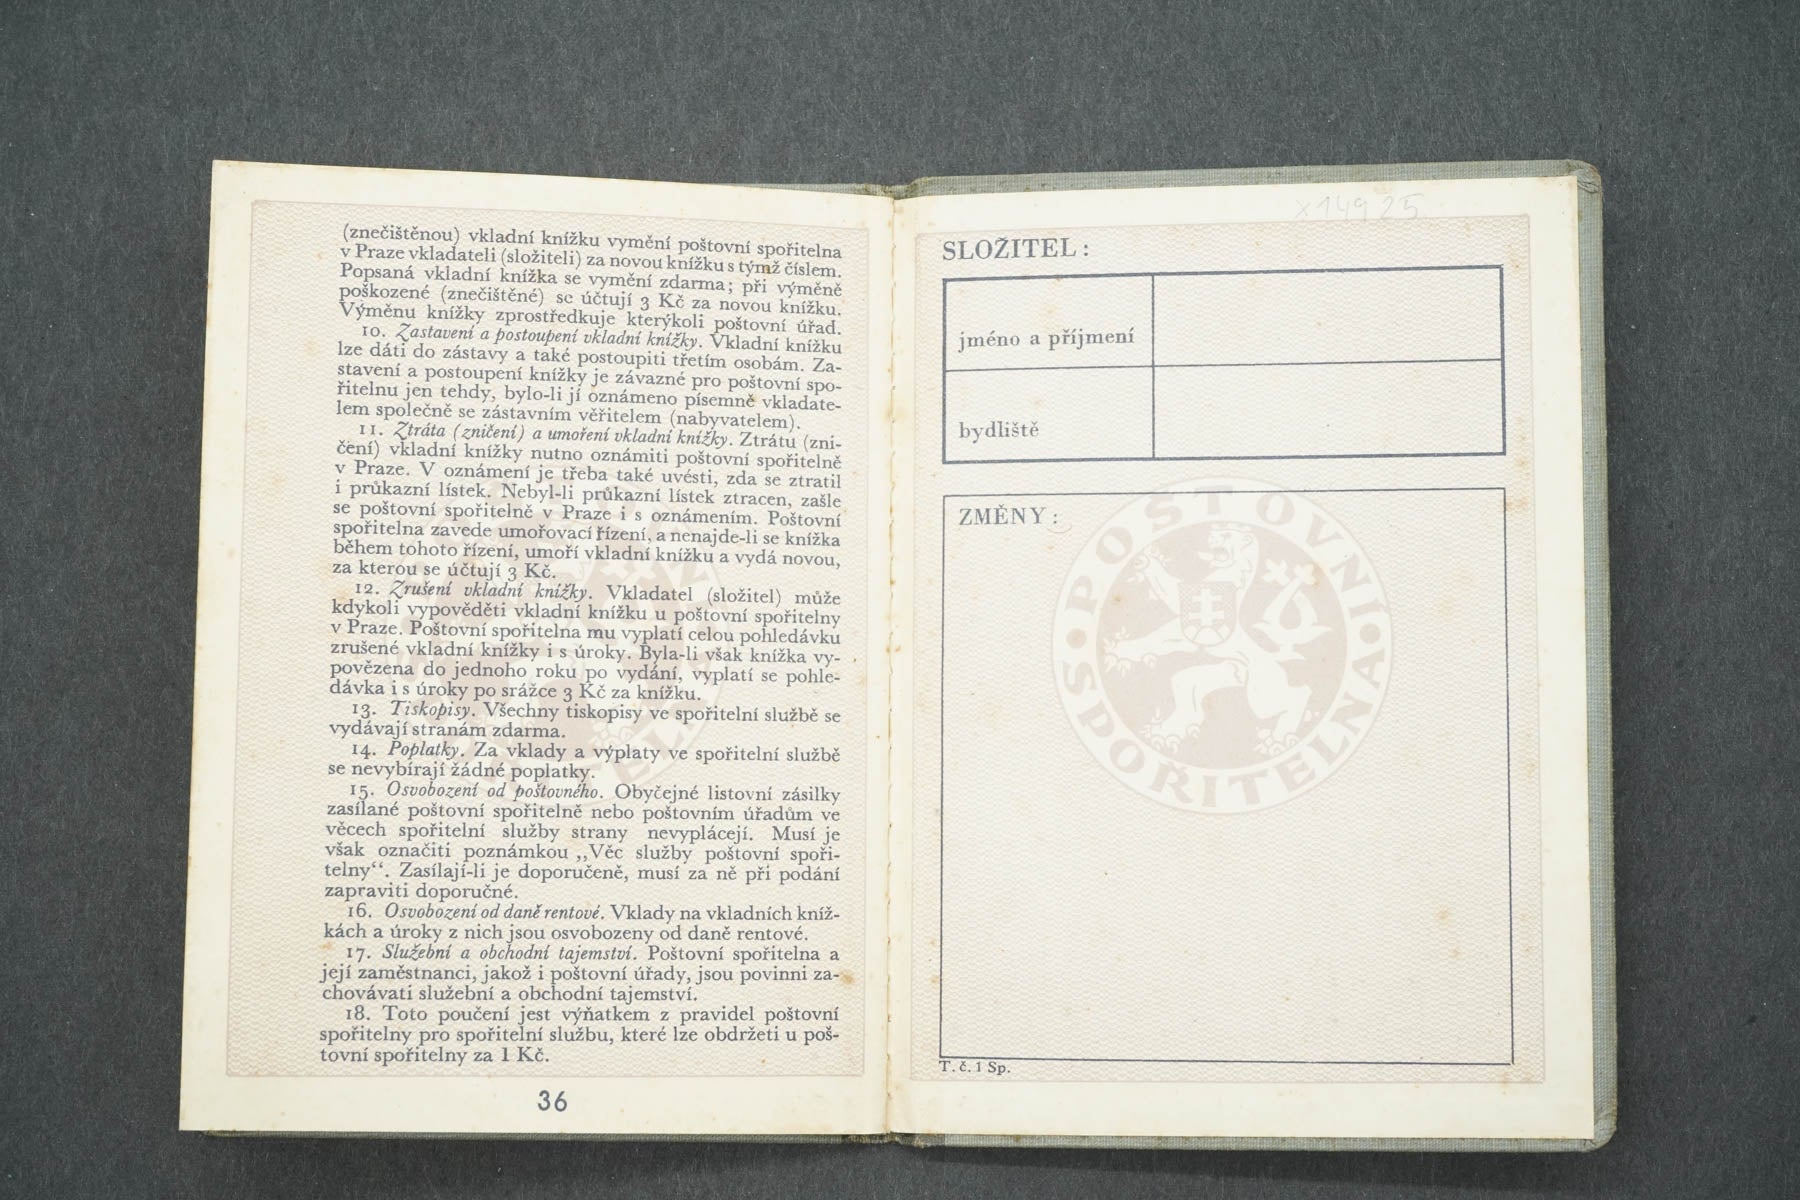 (znečištěnou) vkladní knížku vymění poštovní spořitelna
v Praze vkladateli (složiteli) za novou knížku s týmž číslem.
Popsaná vkladní knížka se vymění zdarma; při výměně
poškozené (znečištěné) se účtují 3 Kč za novou knížku.
Výměnu knížky zprostředkuje kterýkoli poštovní úřad.
10. Zastavení a postoupení vkladní knížky. Vkladní knížku
lze dáti do zástavy a také postoupiti třetím osobám. Za-
stavení a postoupení knížky je závazné pro poštovní spo-
řitelnu jen tehdy, bylo-li jí oznámeno písemně vkladate-
lem společně se zástavním věřitelem (nabyvatelem).
11. Ztráta (zničení) a umoření vkladní knížky. Ztrátu (zni-
čení) vkladní knížky nutno oznámiti poštovní spořitelně
v Praze. V oznámení je třeba také uvésti, zda se ztratil
i průkazní lístek. Nebyl-li průkazní lístek ztracen, zašle
se poštovní spořitelně v Praze i s oznámením. Poštovní
spořitelna zavede umořovací řízení, a nenajde-li se knížka
během tohoto řízení, umoří vkladní knížku a vydá novou,
za kterou se účtují 3 Kč.
12. Zrušení vkladní knížky. Vkladatel (složitel) může
kdykoli vypověděti vkladní knížku u poštovní spořitelny
v Praze. Poštovní spořitelna mu vyplatí celou pohledávku
zrušené vkladní knížky i s úroky. Byla-li však knížka vy-
povězena do jednoho roku po vydání, vyplatí se pohle-
dávka i s úroky po srážce 3 Kč za knížku.
13. Tiskopisy. Všechny tiskopisy ve spořitelní službě se
vydávají stranám zdarma.
14. Poplatky. Za vklady a výplaty ve spořitelní službě
se nevybírají žádné poplatky.
15. Osvobození od poštovného. Obyčejné listovní zásilky
zasílané poštovní spořitelně nebo poštovním úřadům ve
věcech spořitelní služby strany nevyplácejí. Musí je
však označiti poznámkou „Věc služby poštovní spoři-
telny“. Zasílají-li je doporučeně, musí za ně při podání
zapraviti doporučné.
16. Osvobození od daně rentové. Vklady na vkladních kníž-
kách a úroky z nich jsou osvobozeny od daně rentové.
17. Služební a obchodní tajemství. Poštovní spořitelna a
její zaměstnanci, jakož i poštovní úřady, jsou povinni za-
chovávati služební a obchodní tajemství.
18. Toto poučení jest výňatkem z pravidel poštovní
spořitelny pro spořitelní službu, které lze obdržeti u poš-
tovní spořitelny za 1 Kč.
36
x14925
SLOŽITEL:
jméno a příjmení
bydliště
ZMĚNY:
POŠTOVNÍ
SPOŘITELNA
T. č. 1 Sp.